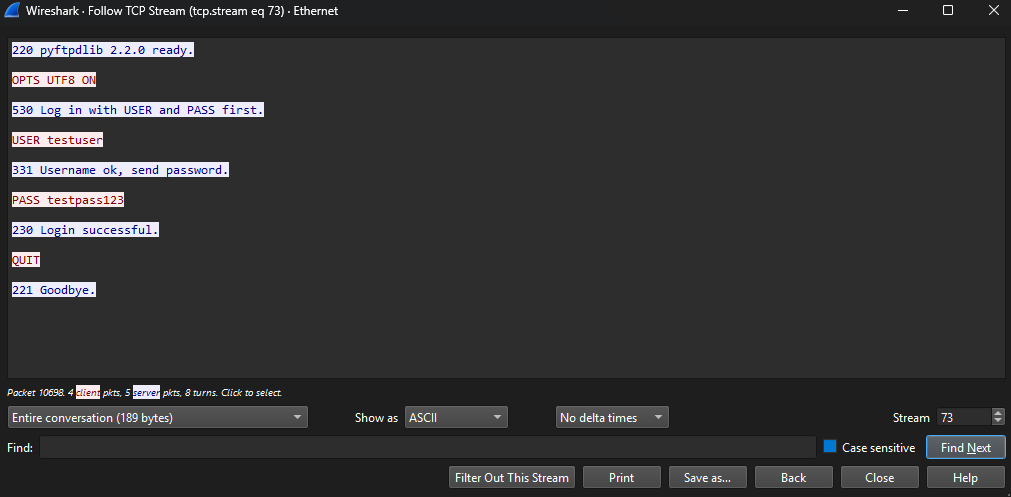 Wireshark · Follow TCP Stream (tcp.stream eq 73) · Ethernet
220 pyftpdlib 2.2.0 ready.
OPTS UTF8 ON
530 Log in with USER and PASS first.
USER testuser
331 Username ok, send password.
PASS testpass123
230 Login successful.
QUIT
221 Goodbye.
Packet 10698. 4 client pkts, 5 server pkts, 8 turns. Click to select.
Entire conversation (189 bytes) Show as ASCII No delta times Stream 73
Find: Case sensitive Find Next
Filter Out This Stream Print Save as... Back Close Help